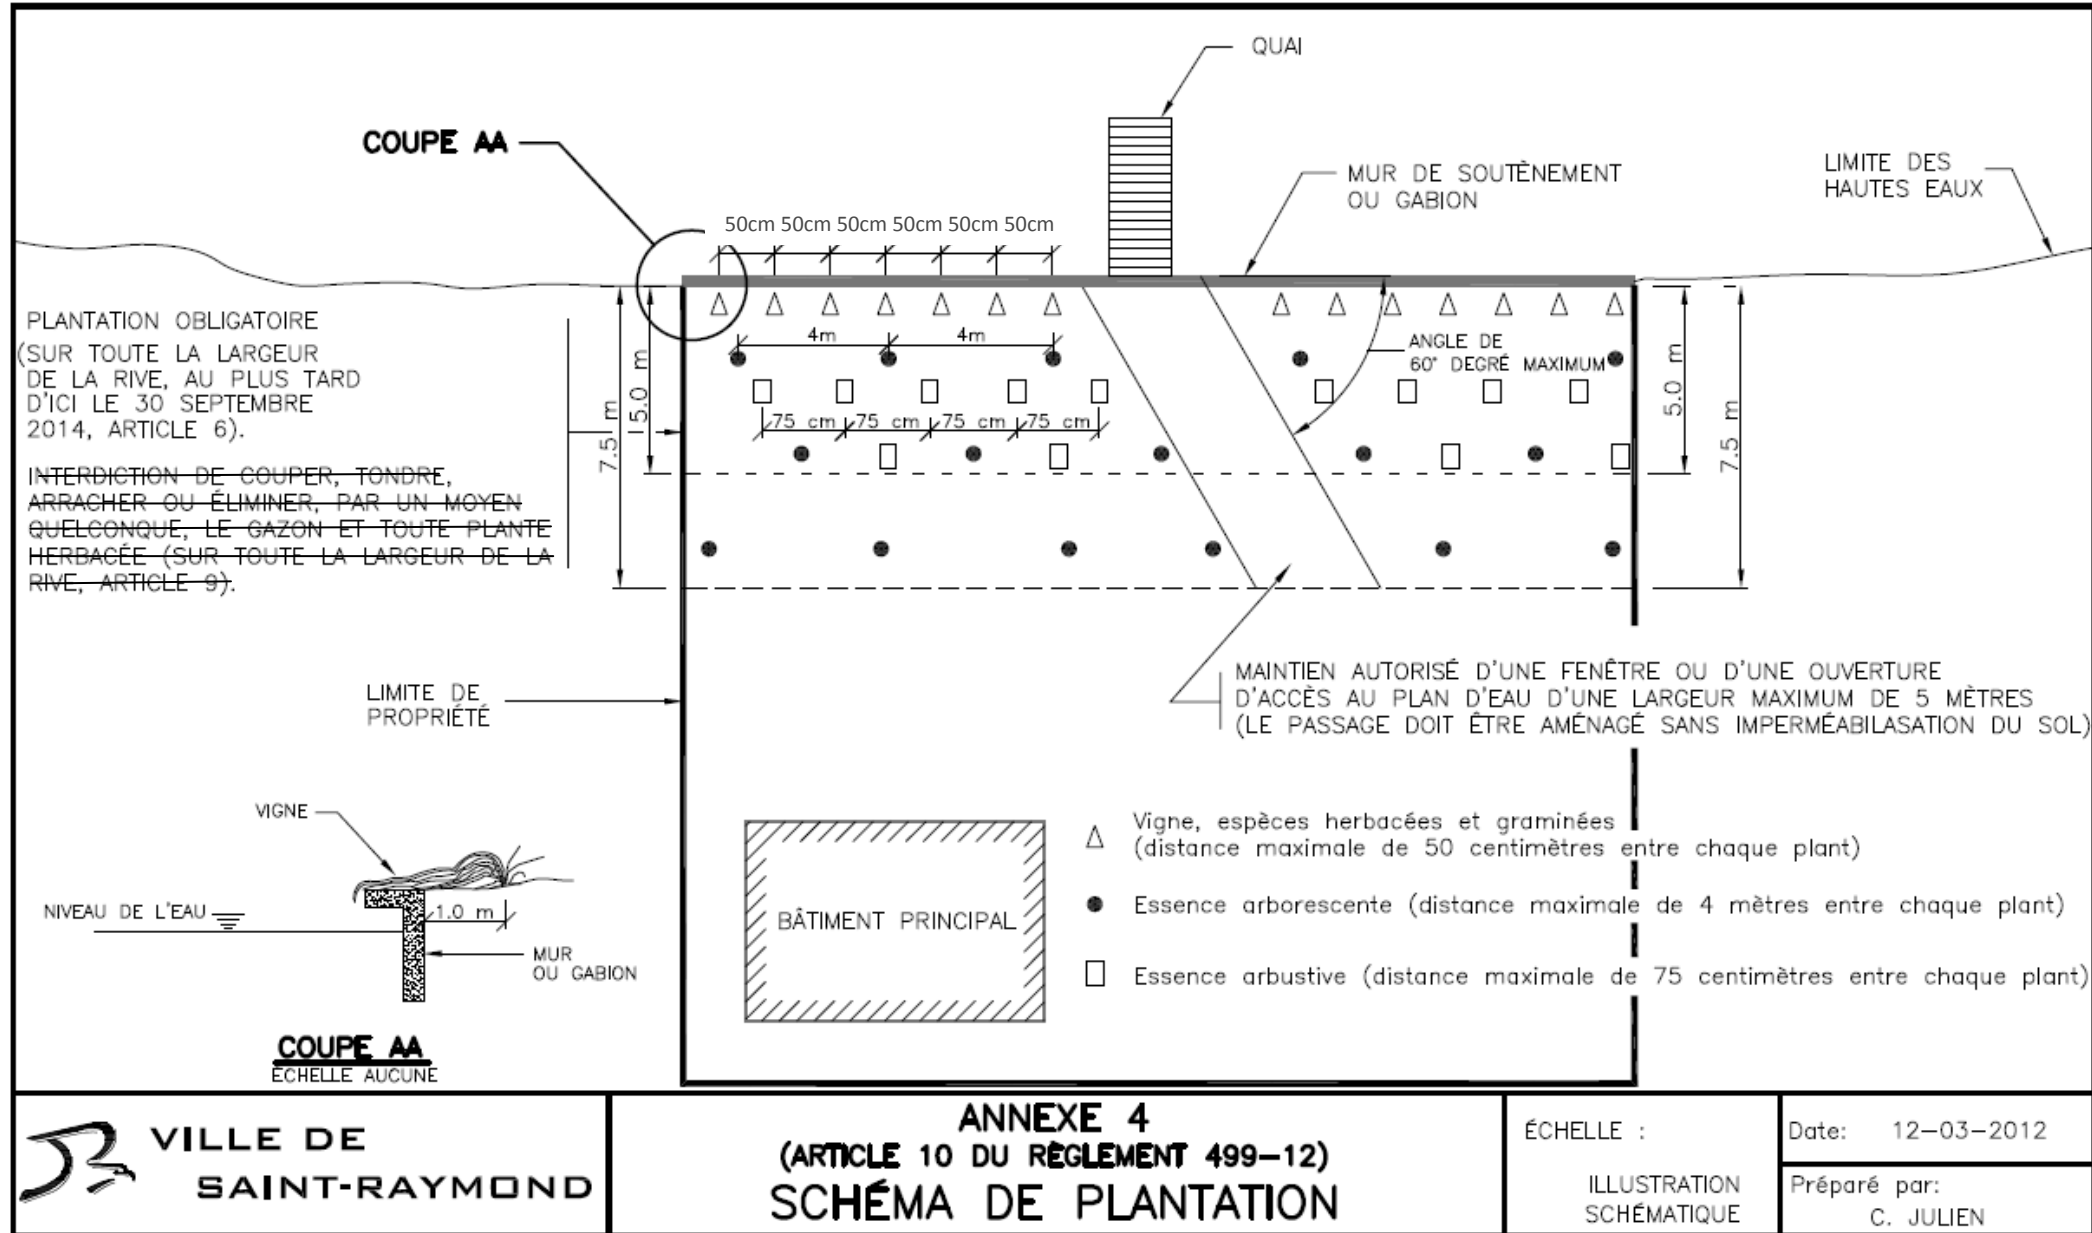 QUAI
COUPE AA
MUR DE SOUTÈNEMENT
OU GABION
LIMITE DES
HAUTES EAUX
50cm 50cm 50cm 50cm 50cm 50cm
PLANTATION OBLIGATOIRE
(SUR TOUTE LA LARGEUR
DE LA RIVE, AU PLUS TARD
D'ICI LE 30 SEPTEMBRE
2014, ARTICLE 6).
INTERDICTION DE COUPER, TONDRE,
ARRACHER OU ÉLIMINER, PAR UN MOYEN
QUELCONQUE, LE GAZON ET TOUTE PLANTE
HERBACÉE (SUR TOUTE LA LARGEUR DE LA
RIVE, ARTICLE 9).
7.5 m
5.0 m
4m 4m
75 cm 75 cm 75 cm 75 cm
ANGLE DE
60° DEGRÉ MAXIMUM
5.0 m
7.5 m
MAINTIEN AUTORISÉ D'UNE FENÊTRE OU D'UNE OUVERTURE
D'ACCÈS AU PLAN D'EAU D'UNE LARGEUR MAXIMUM DE 5 MÈTRES
(LE PASSAGE DOIT ÊTRE AMÉNAGÉ SANS IMPERMÉABILASATION DU SOL)
LIMITE DE
PROPRIÉTÉ
VIGNE
NIVEAU DE L'EAU
1.0 m
MUR
OU GABION
COUPE AA
ÉCHELLE AUCUNE
BÂTIMENT PRINCIPAL
Vigne, espèces herbacées et graminées
(distance maximale de 50 centimètres entre chaque plant)
Essence arborescente (distance maximale de 4 mètres entre chaque plant)
Essence arbustive (distance maximale de 75 centimètres entre chaque plant)
VILLE DE
SAINT-RAYMOND
ANNEXE 4
(ARTICLE 10 DU RÈGLEMENT 499-12)
SCHÉMA DE PLANTATION
ÉCHELLE :
ILLUSTRATION
SCHÉMATIQUE
Date: 12-03-2012
Préparé par:
C. JULIEN